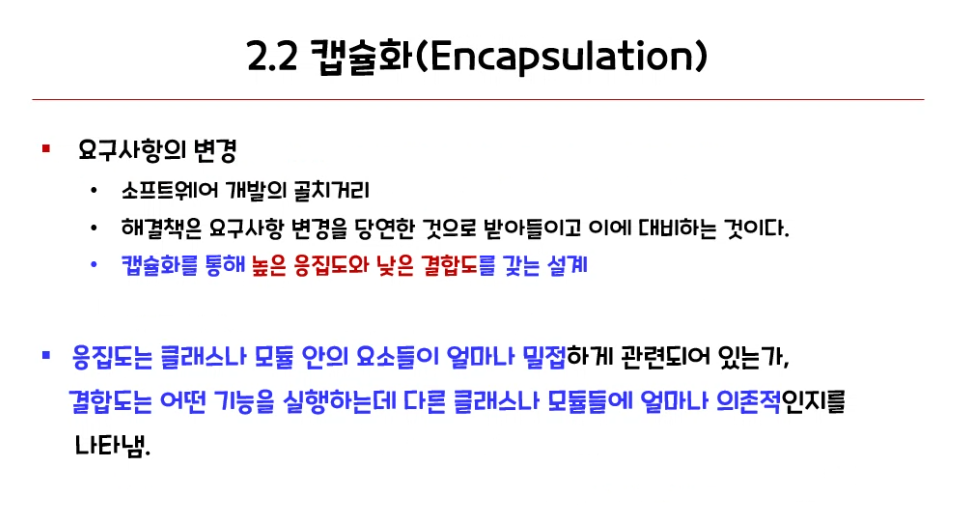 2.2 캡슐화(Encapsulation)
요구사항의 변경
소프트웨어 개발의 골치거리
해결책은 요구사항 변경을 당연한 것으로 받아들이고 이에 대비하는 것이다.
캡슐화를 통해 높은 응집도와 낮은 결합도를 갖는 설계
응집도는 클래스나 모듈 안의 요소들이 얼마나 밀접하게 관련되어 있는가,
결합도는 어떤 기능을 실행하는데 다른 클래스나 모듈들에 얼마나 의존적인지를
나타냄.